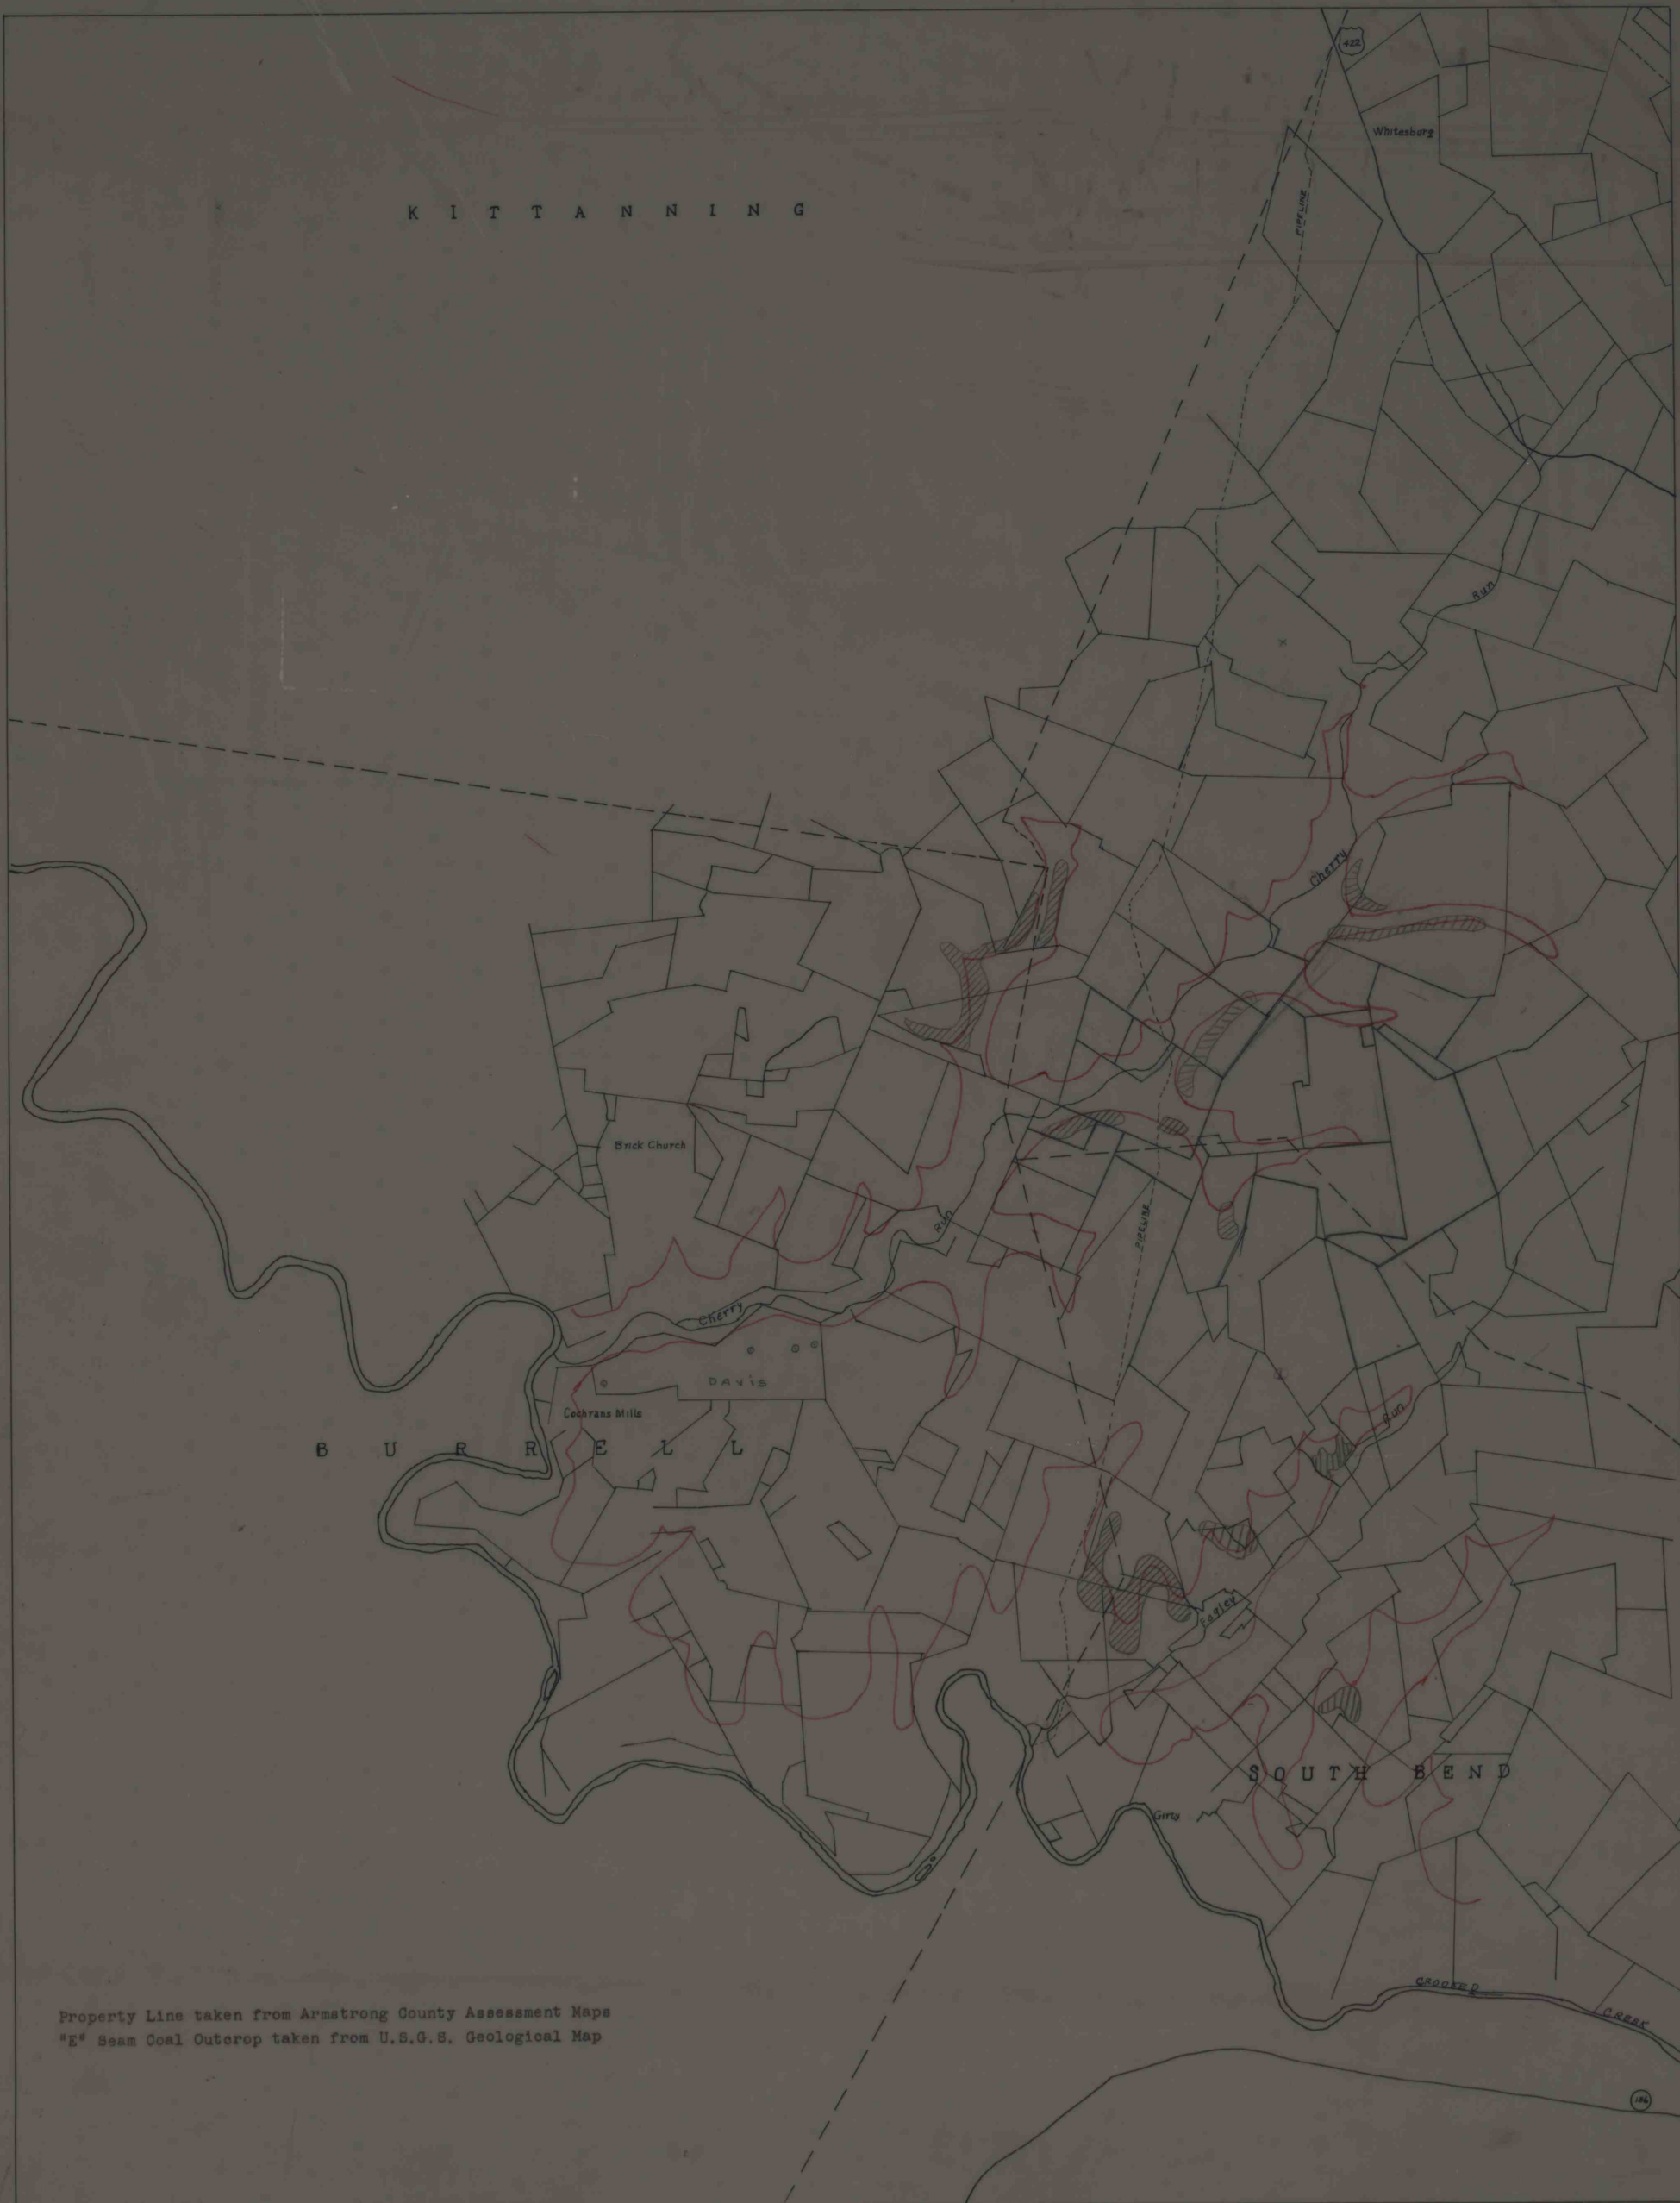 422
Whitesburg
KITTANNING
PIPELINE
Run
Cherry
Brick Church
Run
PIPELINE
Cherry
DAVIS
Cochrans Mills
BURRELL
Run
Fagley
SOUTH BEND
Girty
CROOKED
CREEK
Property Line taken from Armstrong County Assessment Maps
"E" Seam Coal Outcrop taken from U.S.G.S. Geological Map